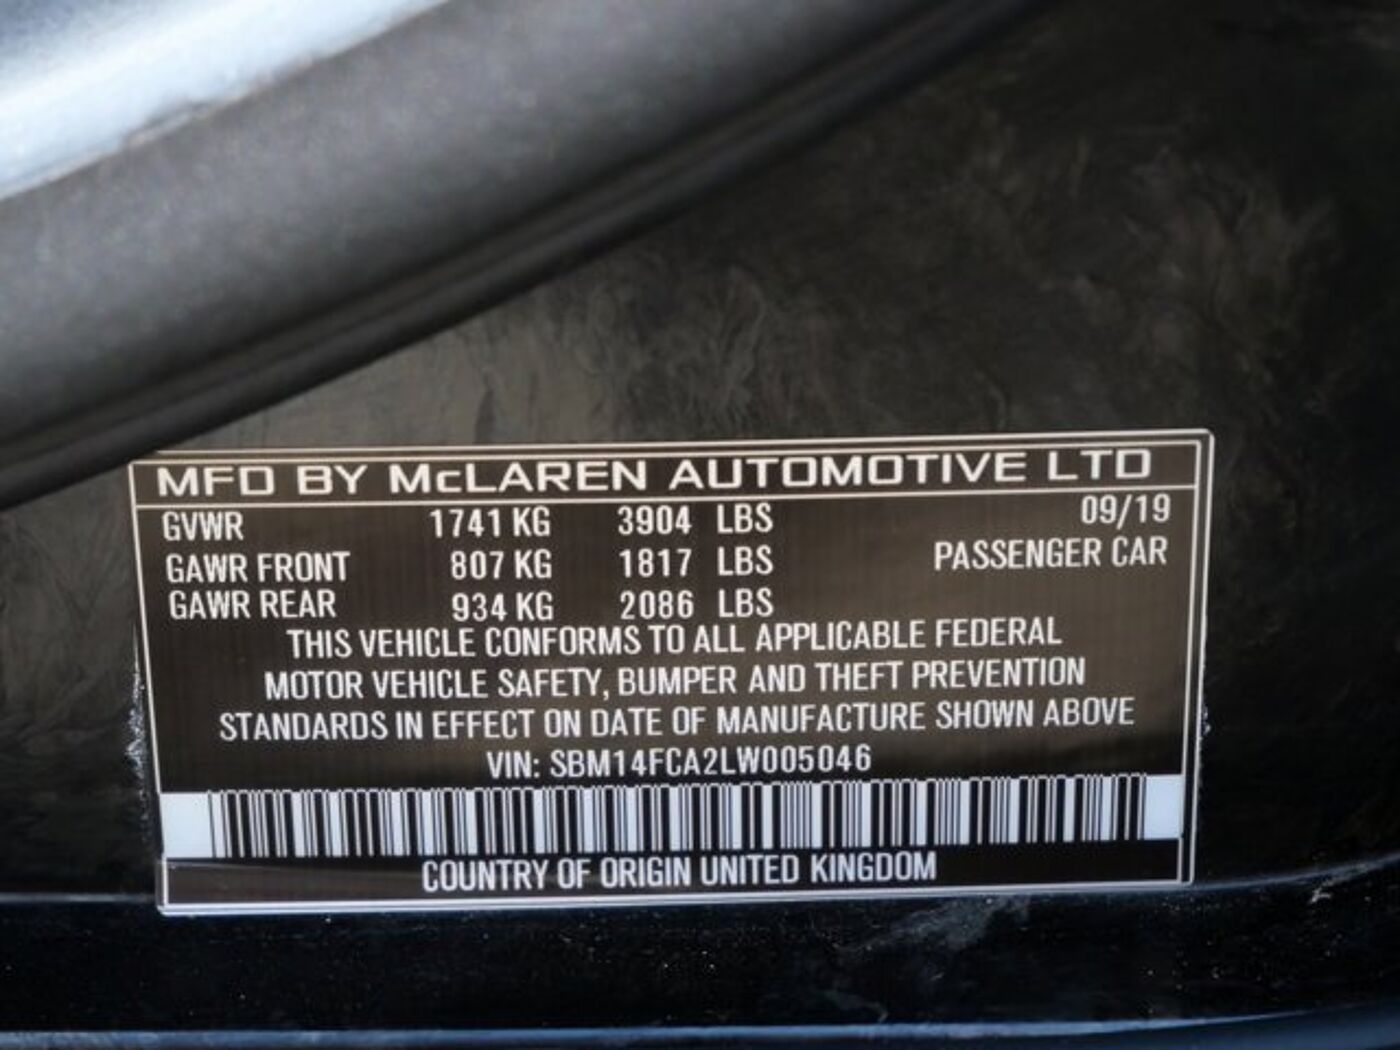 MFD BY McLAREN AUTOMOTIVE LTD
GVWR 1741 KG 3904 LBS 09/19
GAWR FRONT 807 KG 1817 LBS PASSENGER CAR
GAWR REAR 934 KG 2086 LBS
THIS VEHICLE CONFORMS TO ALL APPLICABLE FEDERAL
MOTOR VEHICLE SAFETY, BUMPER AND THEFT PREVENTION
STANDARDS IN EFFECT ON DATE OF MANUFACTURE SHOWN ABOVE
VIN: SBM14FCA2LW005046
COUNTRY OF ORIGIN UNITED KINGDOM